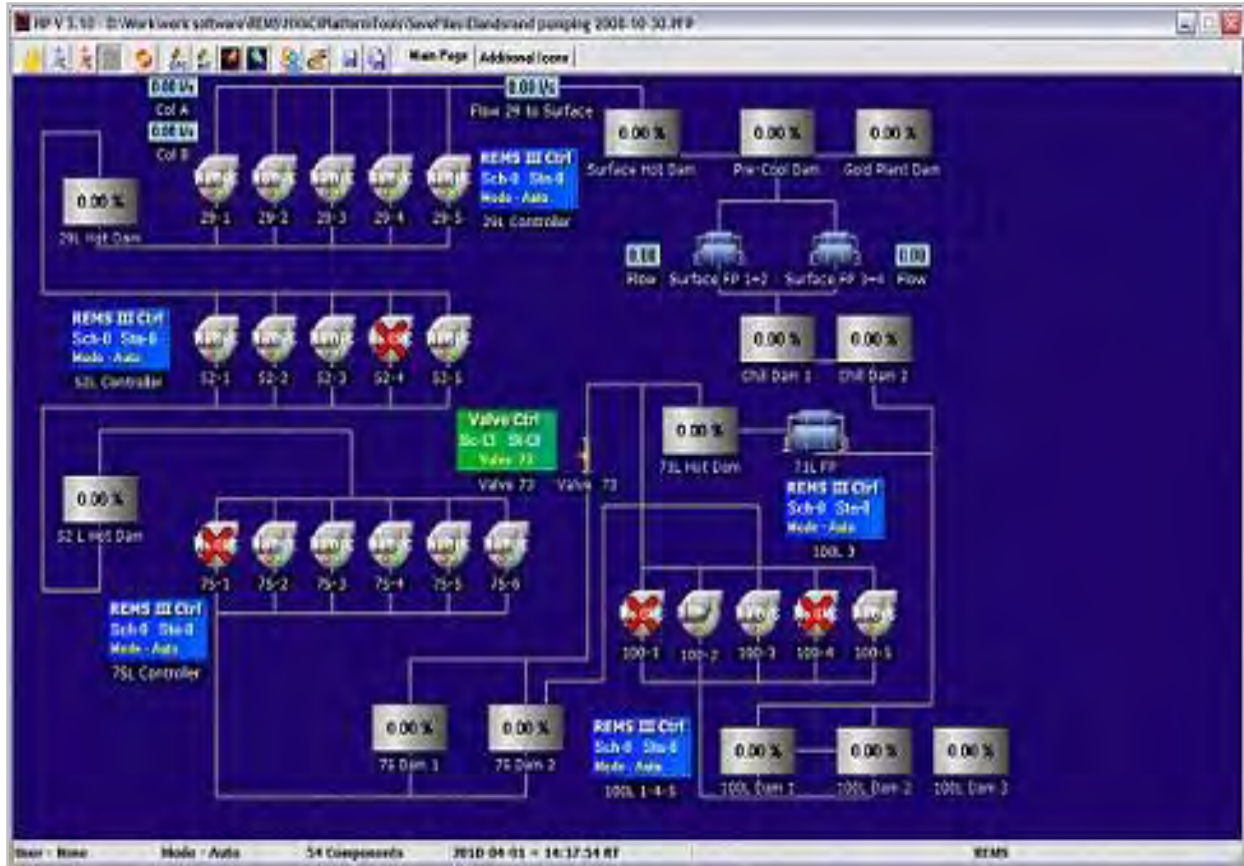 Main Page Additional Icons
0.00 l/s
Col A
0.00 l/s
Col B
0.00 l/s
Flow 29 to Surface
0.00 %
29L Hot Dam
29-1 29-2 29-3 29-4 29-5
REMS III Ctrl
Sch-0 Stn-0
Mode - Auto
29L Controller
0.00 % 0.00 % 0.00 %
Surface Hot Dam Pre-Cool Dam Gold Plant Dam
0.00 0.00
Flow Surface FP 1+2 Surface FP 3+4 Flow
0.00 % 0.00 %
Chill Dam 1 Chill Dam 2
REMS III Ctrl
Sch-0 Stn-0
Mode - Auto
52L Controller
52-1 52-2 52-3 52-4 52-5
Valve Ctrl
Valve 73
Valve 73 Valve 73
0.00 %
71L FP
REMS III Ctrl
Sch-0 Stn-0
Mode - Auto
100L 3
0.00 %
52 L Hot Dam
75-1 75-2 75-3 75-4 75-5 75-6
REMS III Ctrl
Sch-0 Stn-0
Mode - Auto
75L Controller
100-1 100-2 100-3 100-4 100-5
0.00 % 0.00 %
75 Dam 1 75 Dam 2
REMS III Ctrl
Sch-0 Stn-0
Mode - Auto
100L 1-4-5
0.00 % 0.00 % 0.00 %
100L Dam 1 100L Dam 2 100L Dam 3
User - None Mode - Auto 54 Components REMS